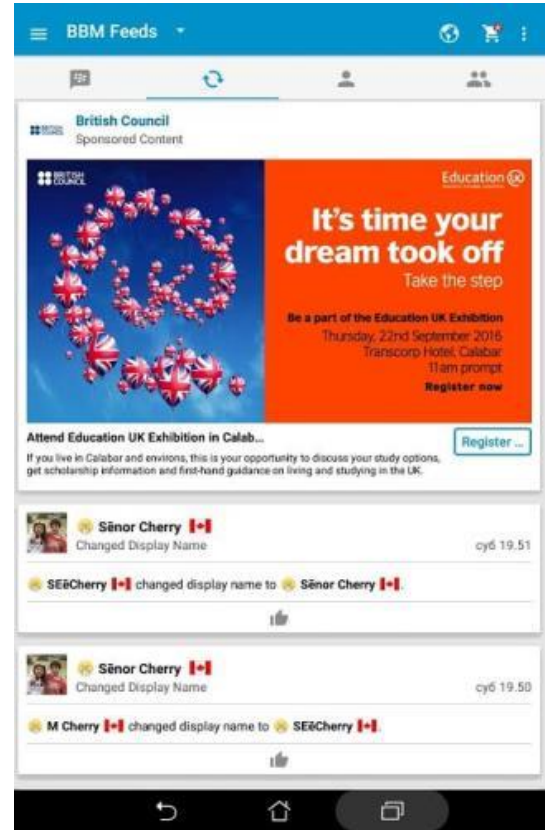 BBM Feeds
British Council
Sponsored Content
BRITISH
COUNCIL
Education UK
It's time your
dream took off
Take the step
Be a part of the Education UK Exhibition
Thursday, 22nd September 2016
Transcorp Hotel, Calabar
11am prompt
Register now
Attend Education UK Exhibition in Calab...
Register ...
If you live in Calabar and environs, this is your opportunity to discuss your study options,
get scholarship information and first-hand guidance on living and studying in the UK.
Sēnor Cherry
Changed Display Name
суб 19.51
SEēCherry changed display name to Sēnor Cherry.
Sēnor Cherry
Changed Display Name
суб 19.50
M Cherry changed display name to SEēCherry.